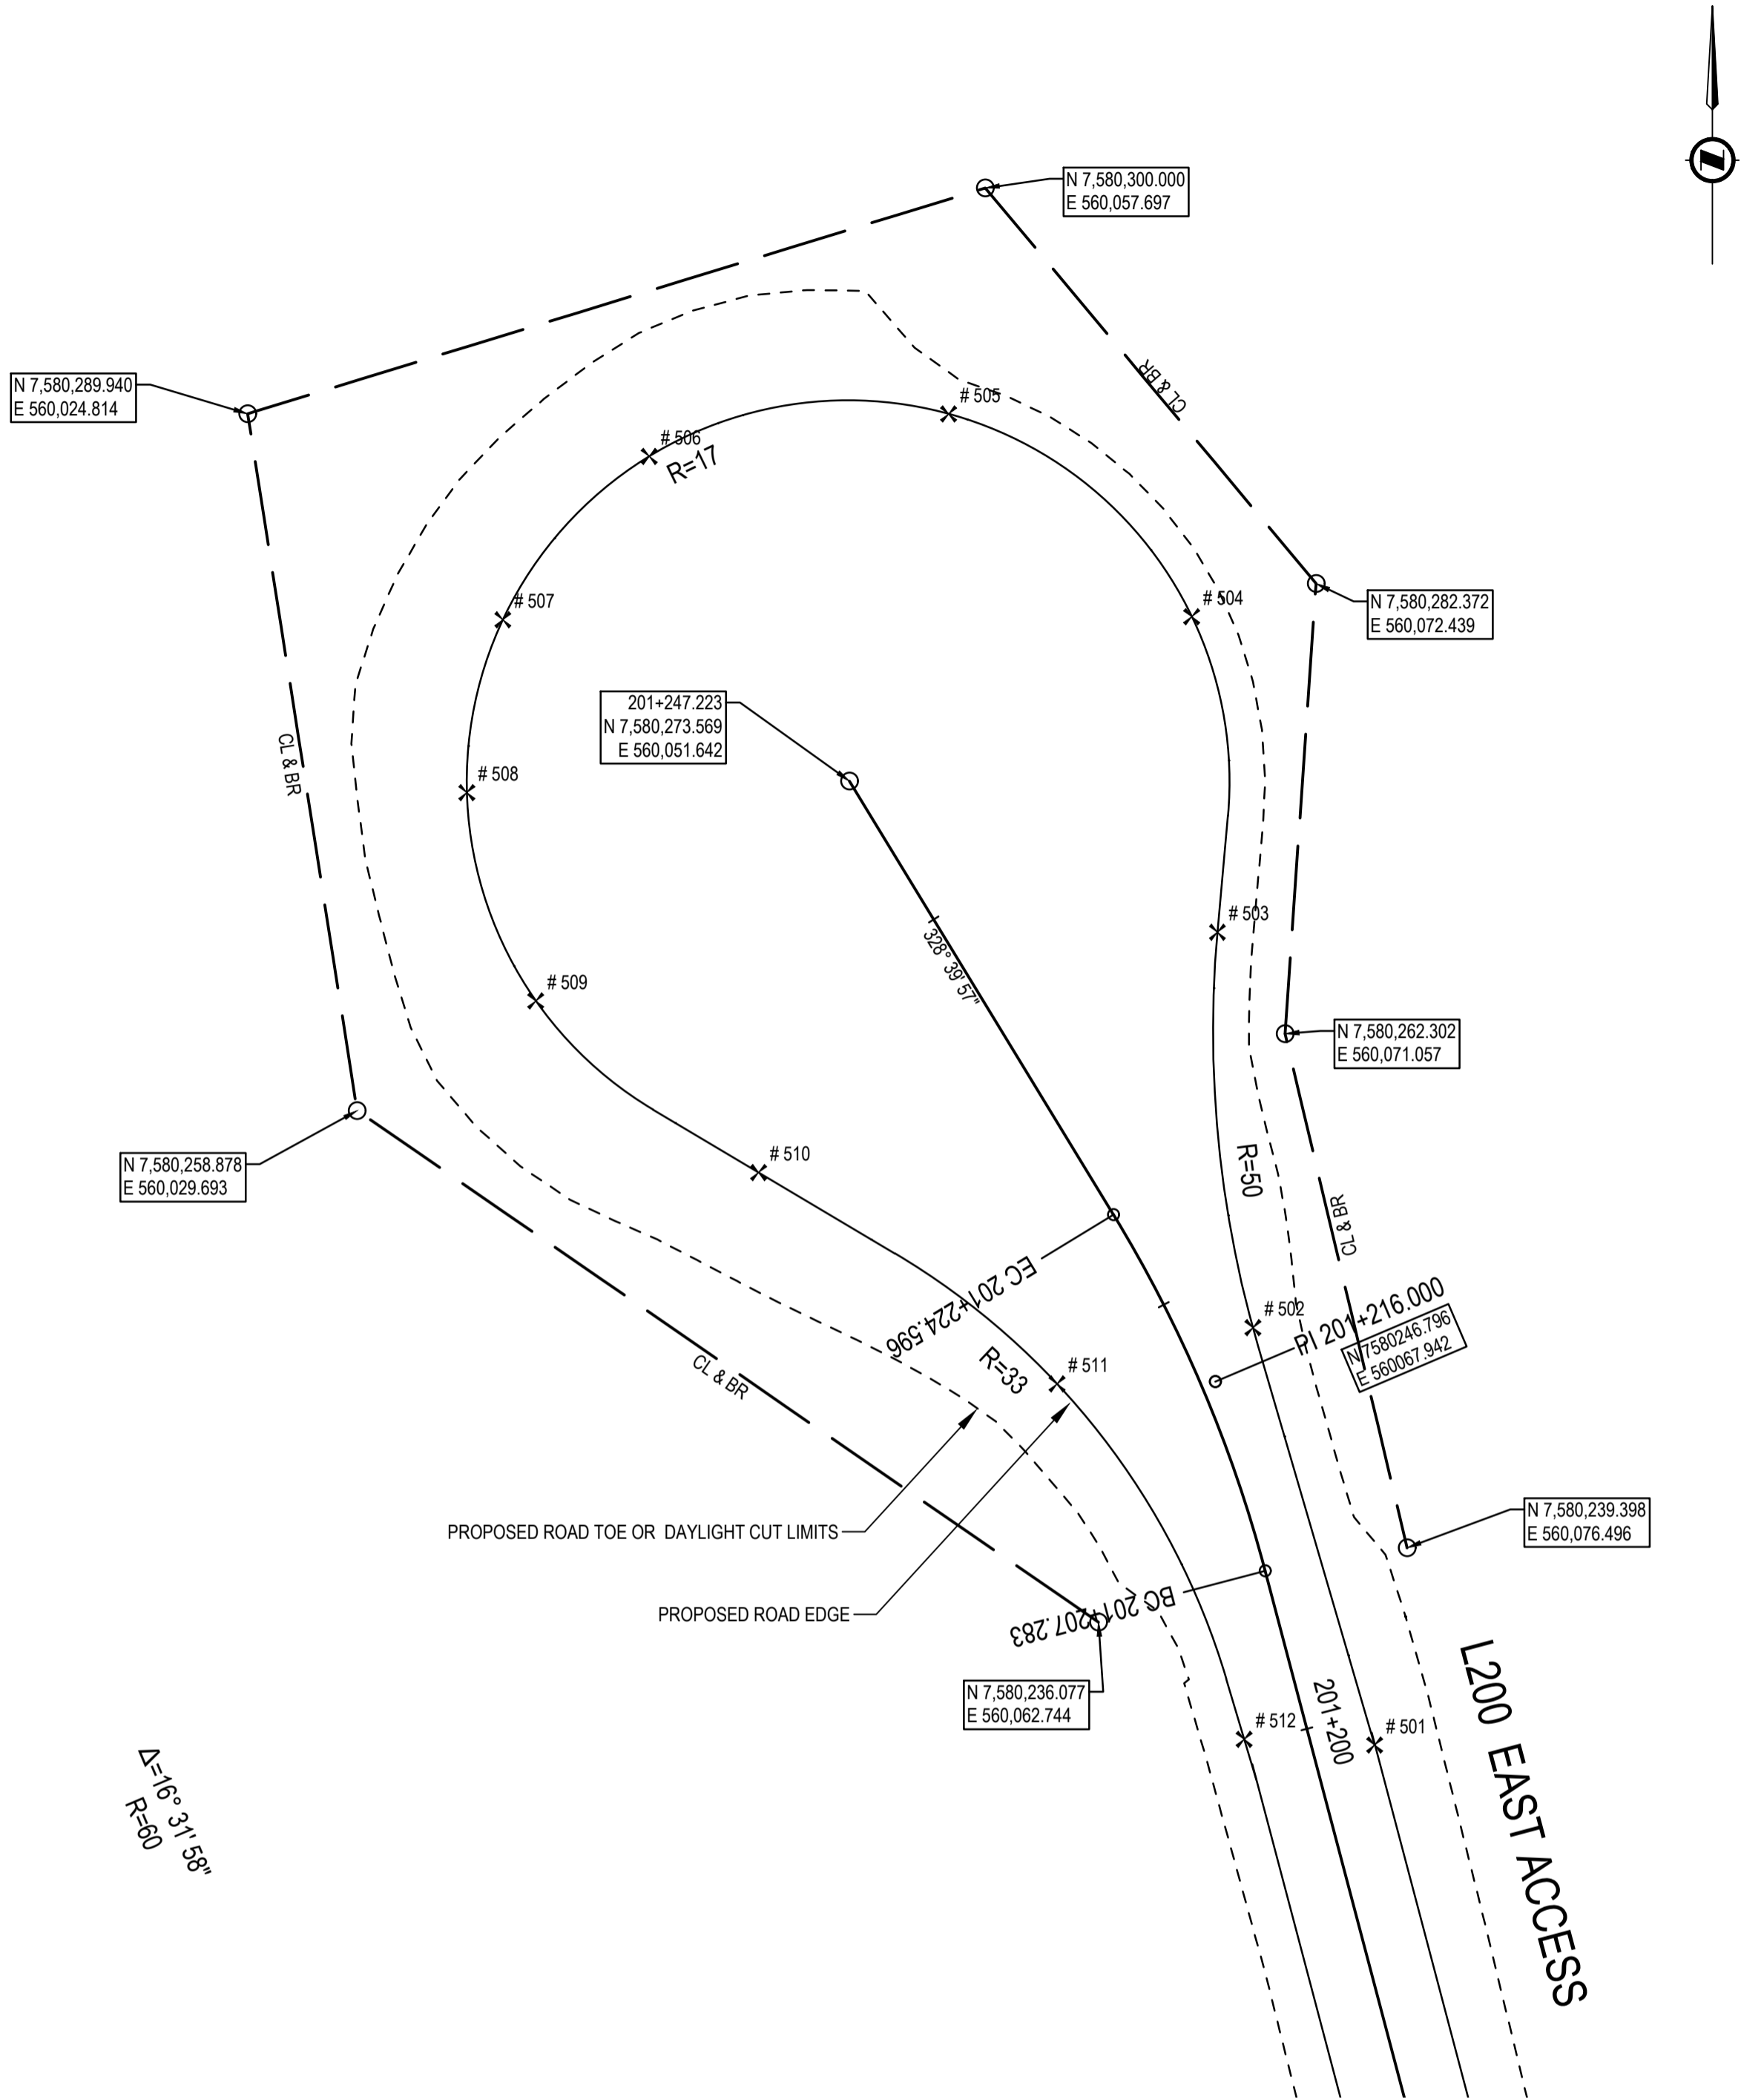 N 7,580,300.000
E 560,057.697
N 7,580,289.940
E 560,024.814
CL & BR
# 505
# 506
R=17
# 507
# 504
N 7,580,282.372
E 560,072.439
201+247.223
N 7,580,273.569
E 560,051.642
CL & BR
# 508
# 503
328° 39' 57"
# 509
N 7,580,262.302
E 560,071.057
N 7,580,258.878
E 560,029.693
# 510
R=50
CL & BR
EC 201+224.596
# 502
PI 201+216.000
N 7580246.796
E 560067.942
R=33
# 511
CL & BR
PROPOSED ROAD TOE OR DAYLIGHT CUT LIMITS
N 7,580,239.398
E 560,076.496
PROPOSED ROAD EDGE
BC 201+207.283
N 7,580,236.077
E 560,062.744
# 512
201+200
# 501
L200 EAST ACCESS
Δ=16° 31' 58"
R=60